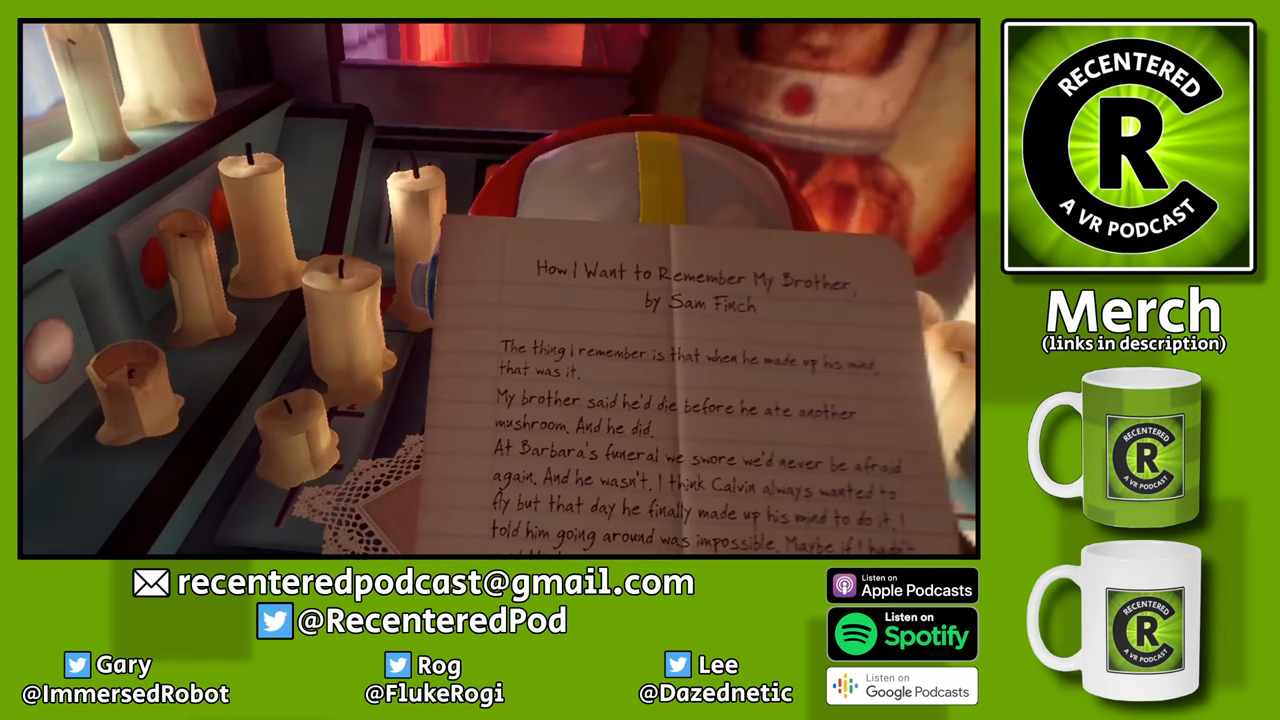 How I Want to Remember My Brother,
by Sam Finch
The thing I remember is that when he made up his mind,
that was it.
My brother said he'd die before he ate another
mushroom. And he did.
At Barbara's funeral we swore we'd never be afraid
again. And he wasn't. I think Calvin always wanted to
fly but that day he finally made up his mind to do it. I
told him going around was impossible. Maybe if I
RECENTERED
R
A VR PODCAST
Merch
(links in description)
RECENTERED
R
A VR PODCAST
RECENTERED
R
A VR PODCAST
recenteredpodcast@gmail.com
@RecenteredPod
Gary
@ImmersedRobot
Rog
@FlukeRogi
Lee
@Dazednetic
Listen on
Apple Podcasts
Listen on
Spotify
Listen on
Google Podcasts